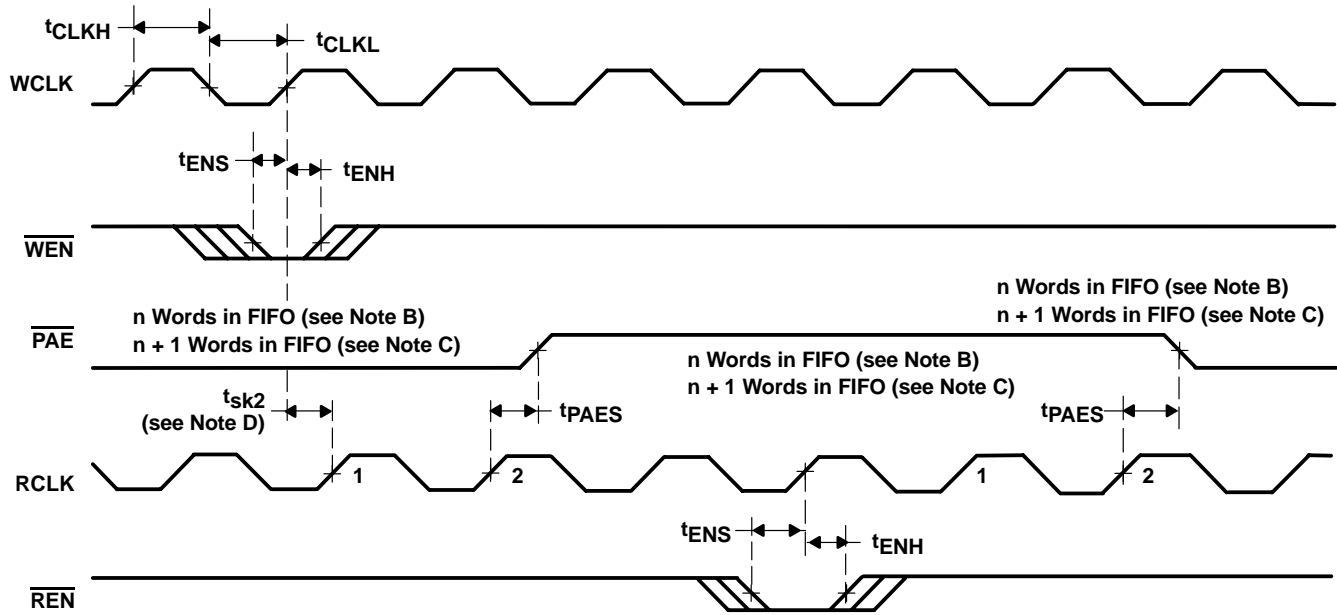 tCLKH
tCLKL
WCLK
tENS
tENH
WEN
n Words in FIFO (see Note B)
n + 1 Words in FIFO (see Note C)
PAE
n Words in FIFO (see Note B)
n + 1 Words in FIFO (see Note C)
n Words in FIFO (see Note B)
n + 1 Words in FIFO (see Note C)
tsk2
(see Note D)
tPAES
tPAES
RCLK
1
2
1
2
tENS
tENH
REN